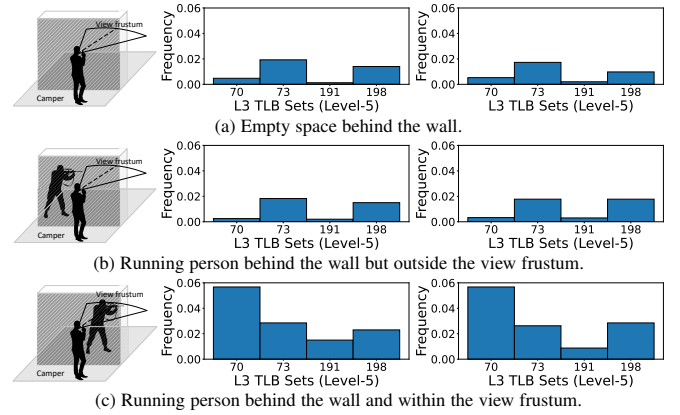 View frustum
Camper
Frequency
0.06
0.04
0.02
0.00
70 73 191 198
L3 TLB Sets (Level-5)
Frequency
0.06
0.04
0.02
0.00
70 73 191 198
L3 TLB Sets (Level-5)
(a) Empty space behind the wall.
View frustum
Camper
Frequency
0.06
0.04
0.02
0.00
70 73 191 198
L3 TLB Sets (Level-5)
Frequency
0.06
0.04
0.02
0.00
70 73 191 198
L3 TLB Sets (Level-5)
(b) Running person behind the wall but outside the view frustum.
View frustum
Camper
Frequency
0.06
0.04
0.02
0.00
70 73 191 198
L3 TLB Sets (Level-5)
Frequency
0.06
0.04
0.02
0.00
70 73 191 198
L3 TLB Sets (Level-5)
(c) Running person behind the wall and within the view frustum.